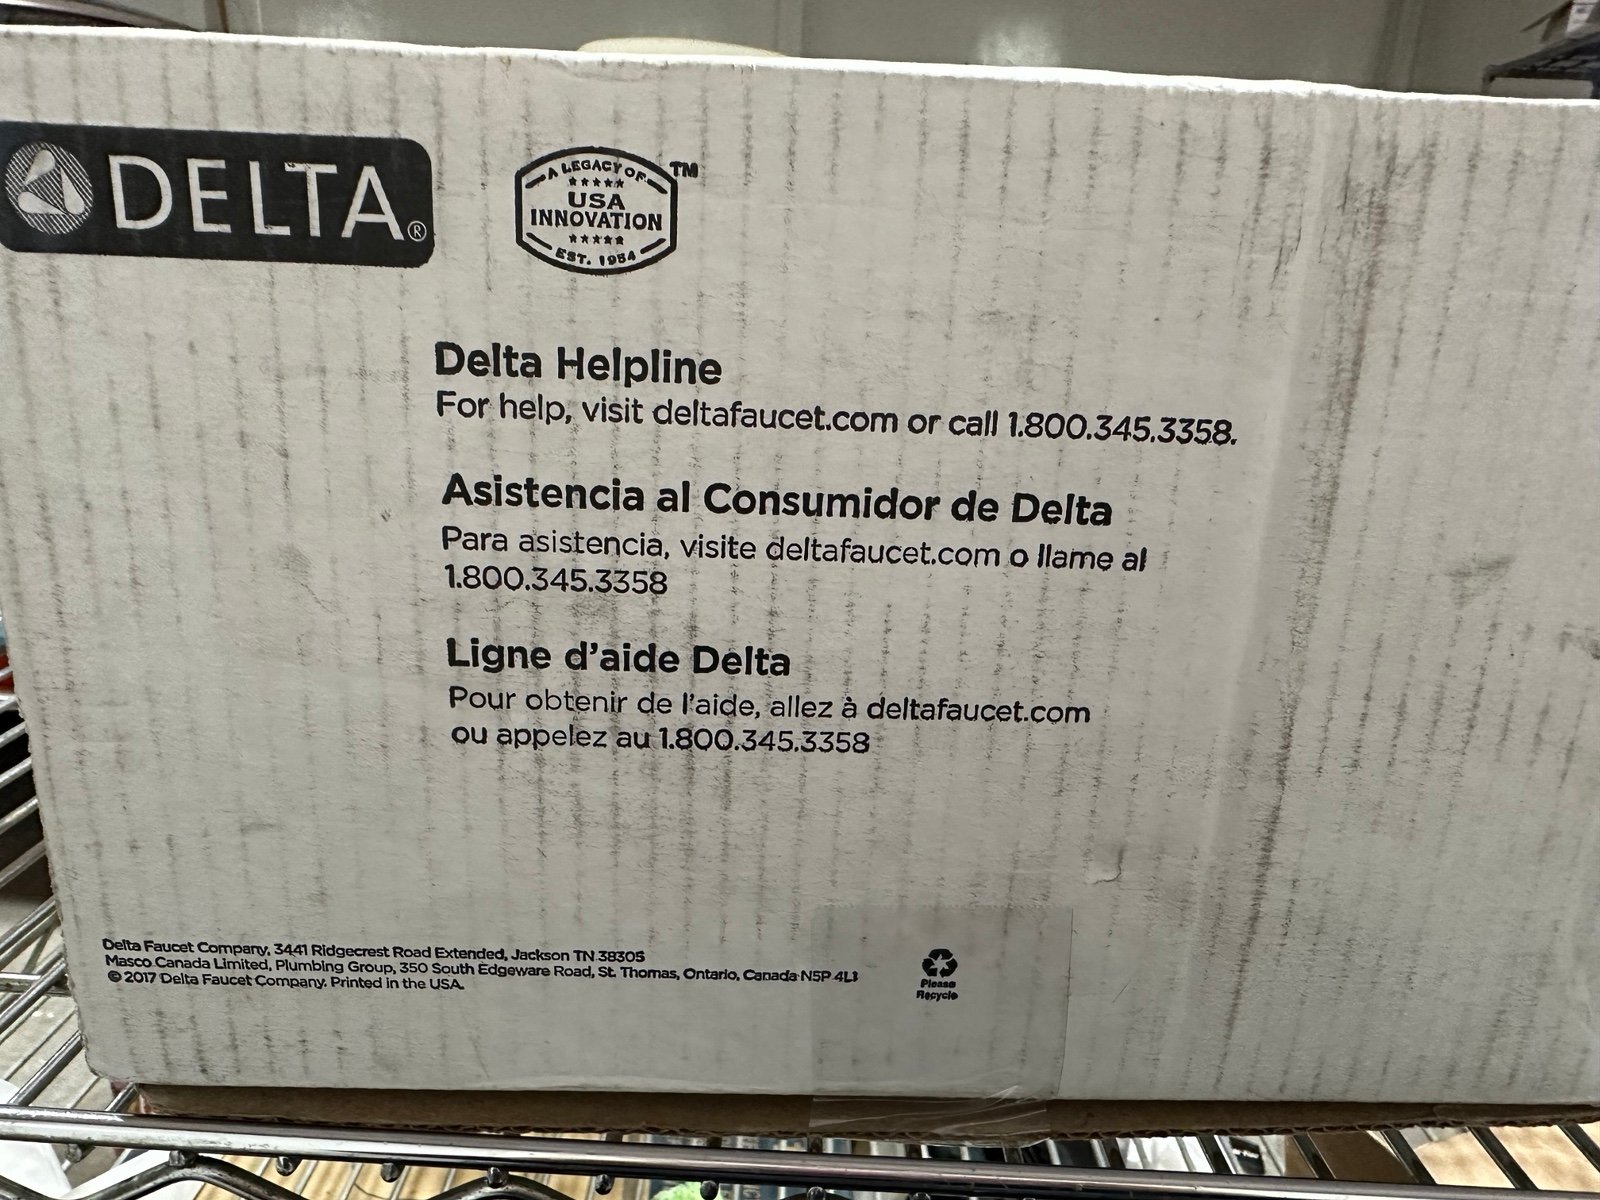 DELTA®
A LEGACY OF
USA
INNOVATION
EST. 1954
TM
Delta Helpline
For help, visit deltafaucet.com or call 1.800.345.3358.
Asistencia al Consumidor de Delta
Para asistencia, visite deltafaucet.com o llame al
1.800.345.3358
Ligne d'aide Delta
Pour obtenir de l'aide, allez à deltafaucet.com
ou appelez au 1.800.345.3358
Delta Faucet Company, 3441 Ridgecrest Road Extended, Jackson TN 38305
Masco Canada Limited, Plumbing Group, 350 South Edgeware Road, St. Thomas, Ontario, Canada N5P 4L1
© 2017 Delta Faucet Company. Printed in the USA.
Please
Recycle